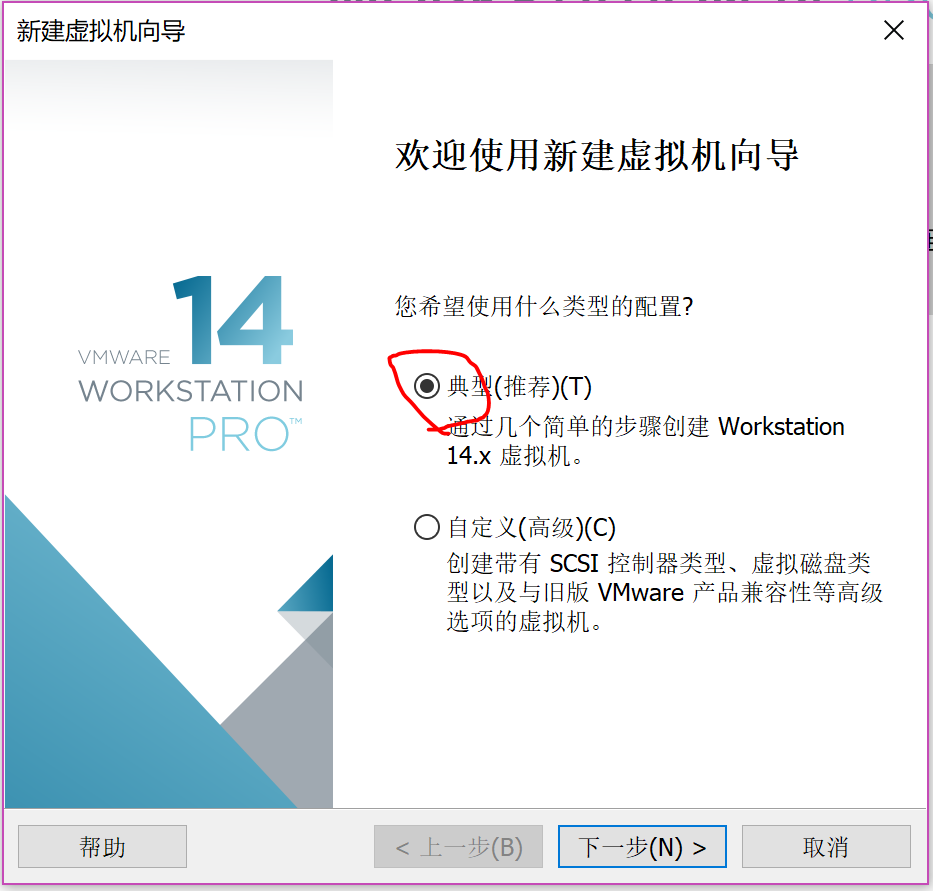 新建虚拟机向导
欢迎使用新建虚拟机向导
14
VMWARE
WORKSTATION
PRO™
您希望使用什么类型的配置?
典型(推荐)(T)
通过几个简单的步骤创建 Workstation
14.x 虚拟机。
自定义(高级)(C)
创建带有 SCSI 控制器类型、虚拟磁盘类
型以及与旧版 VMware 产品兼容性等高级
选项的虚拟机。
帮助
< 上一步(B)
下一步(N) >
取消